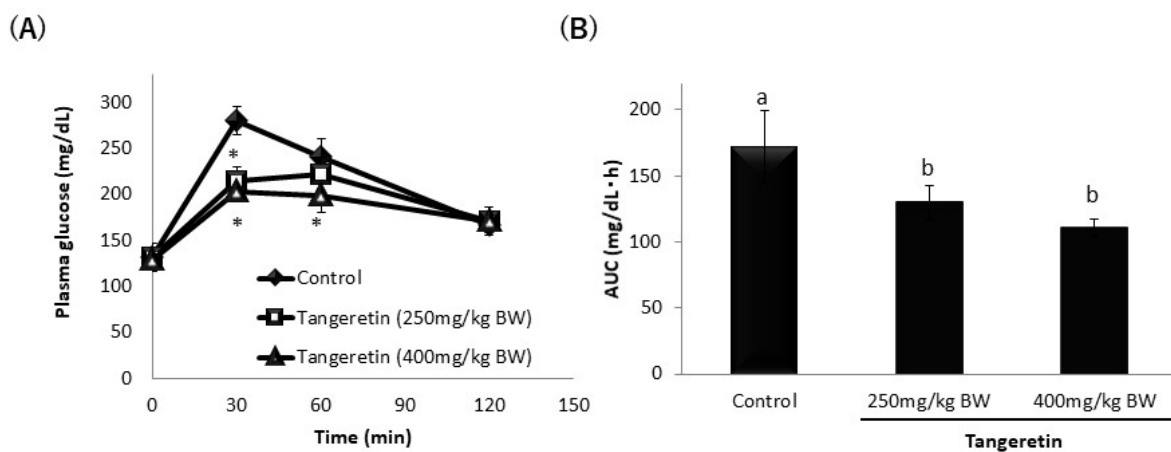 (A)
Plasma glucose (mg/dL)
300
250
200
150
100
50
0
*
*
*
Control
Tangeretin (250mg/kg BW)
Tangeretin (400mg/kg BW)
0 30 60 90 120 150
Time (min)
(B)
AUC (mg/dL･h)
200
150
100
50
0
a
b
b
Control 250mg/kg BW 400mg/kg BW
Tangeretin